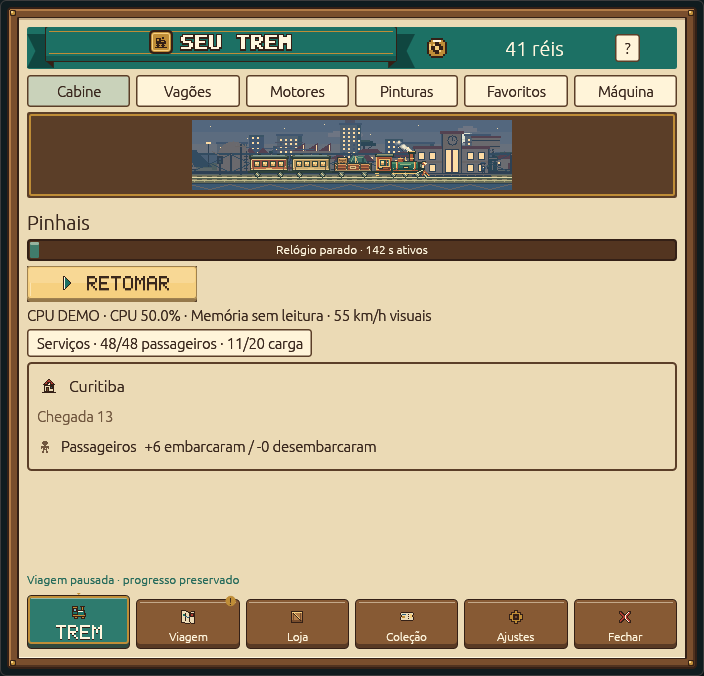 SEU TREM
41 réis
?
Cabine
Vagões
Motores
Pinturas
Favoritos
Máquina
Pinhais
Relógio parado · 142 s ativos
RETOMAR
CPU DEMO · CPU 50.0% · Memória sem leitura · 55 km/h visuais
Serviços · 48/48 passageiros · 11/20 carga
Curitiba
Chegada 13
Passageiros +6 embarcaram / -0 desembarcaram
Viagem pausada · progresso preservado
TREM
Viagem
!
Loja
Coleção
Ajustes
Fechar